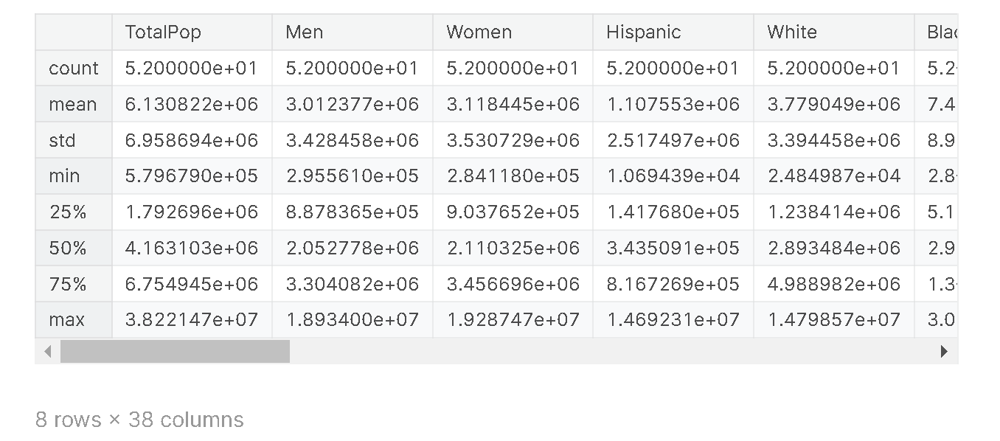 TotalPop Men Women Hispanic White Blac
count 5.200000e+01 5.200000e+01 5.200000e+01 5.200000e+01 5.200000e+01 5.2
mean 6.130822e+06 3.012377e+06 3.118445e+06 1.107553e+06 3.779049e+06 7.4
std 6.958694e+06 3.428458e+06 3.530729e+06 2.517497e+06 3.394458e+06 8.9
min 5.796790e+05 2.955610e+05 2.841180e+05 1.069439e+04 2.484987e+04 2.8
25% 1.792696e+06 8.878365e+05 9.037652e+05 1.417680e+05 1.238414e+06 5.1
50% 4.163103e+06 2.052778e+06 2.110325e+06 3.435091e+05 2.893484e+06 2.9
75% 6.754945e+06 3.304082e+06 3.456696e+06 8.167269e+05 4.988982e+06 1.3
max 3.822147e+07 1.893400e+07 1.928747e+07 1.469231e+07 1.479857e+07 3.0
8 rows × 38 columns